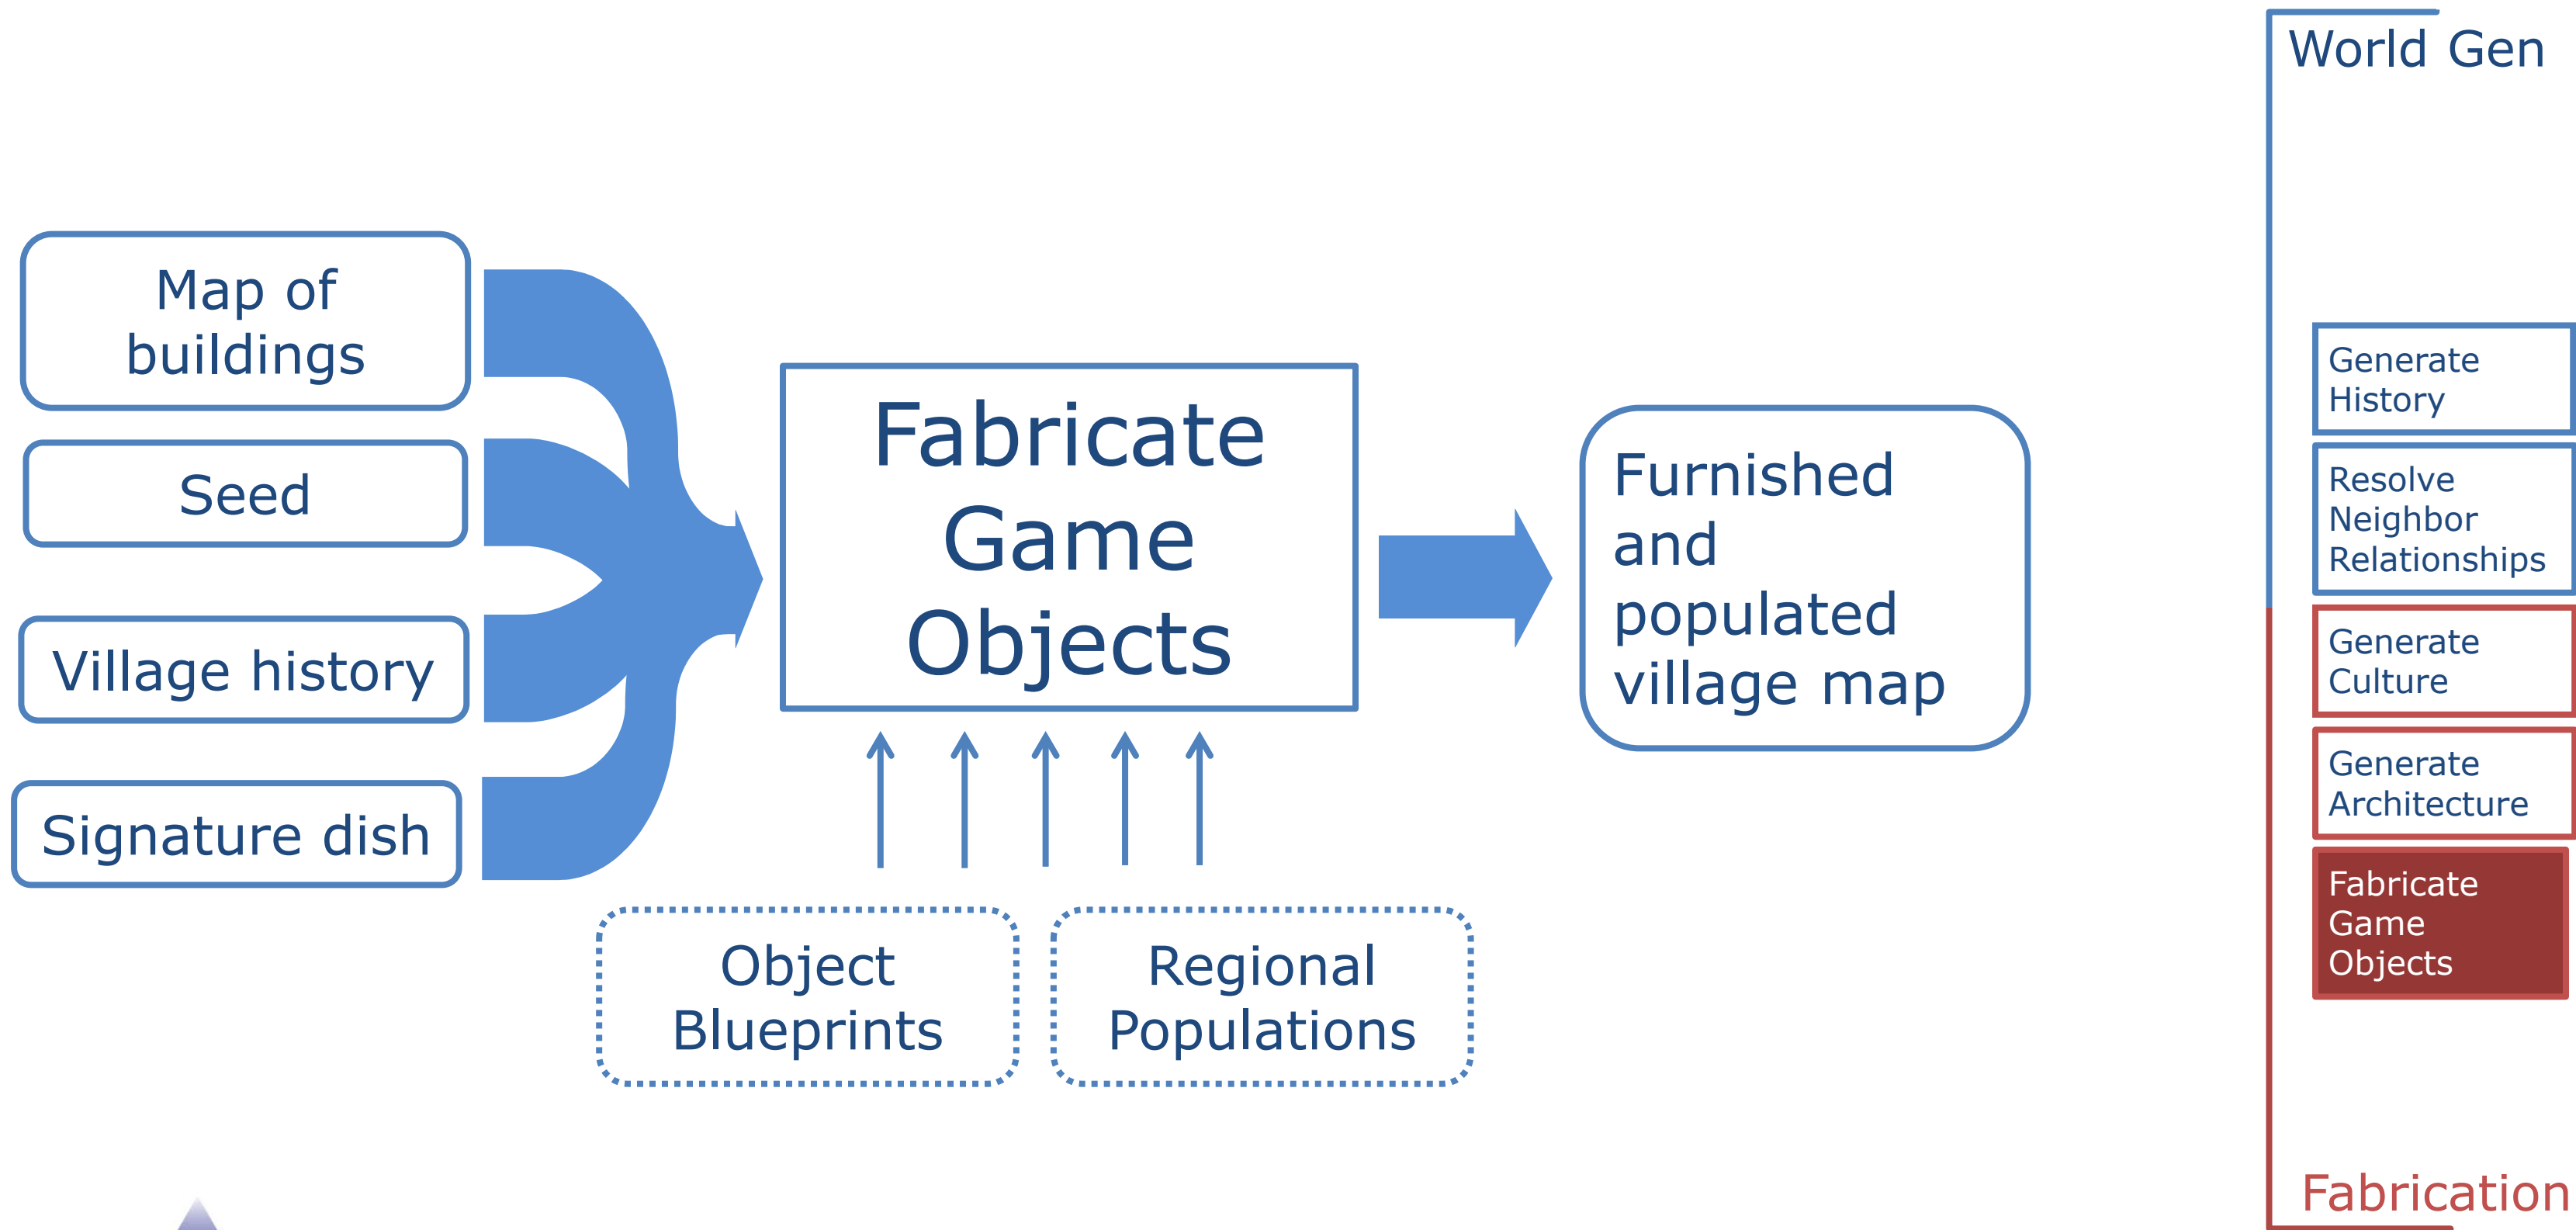 Map of
buildings
Seed
Village history
Signature dish
Fabricate
Game
Objects
Object
Blueprints
Regional
Populations
Furnished
and
populated
village map
World Gen
Generate
History
Resolve
Neighbor
Relationships
Generate
Culture
Generate
Architecture
Fabricate
Game
Objects
Fabrication